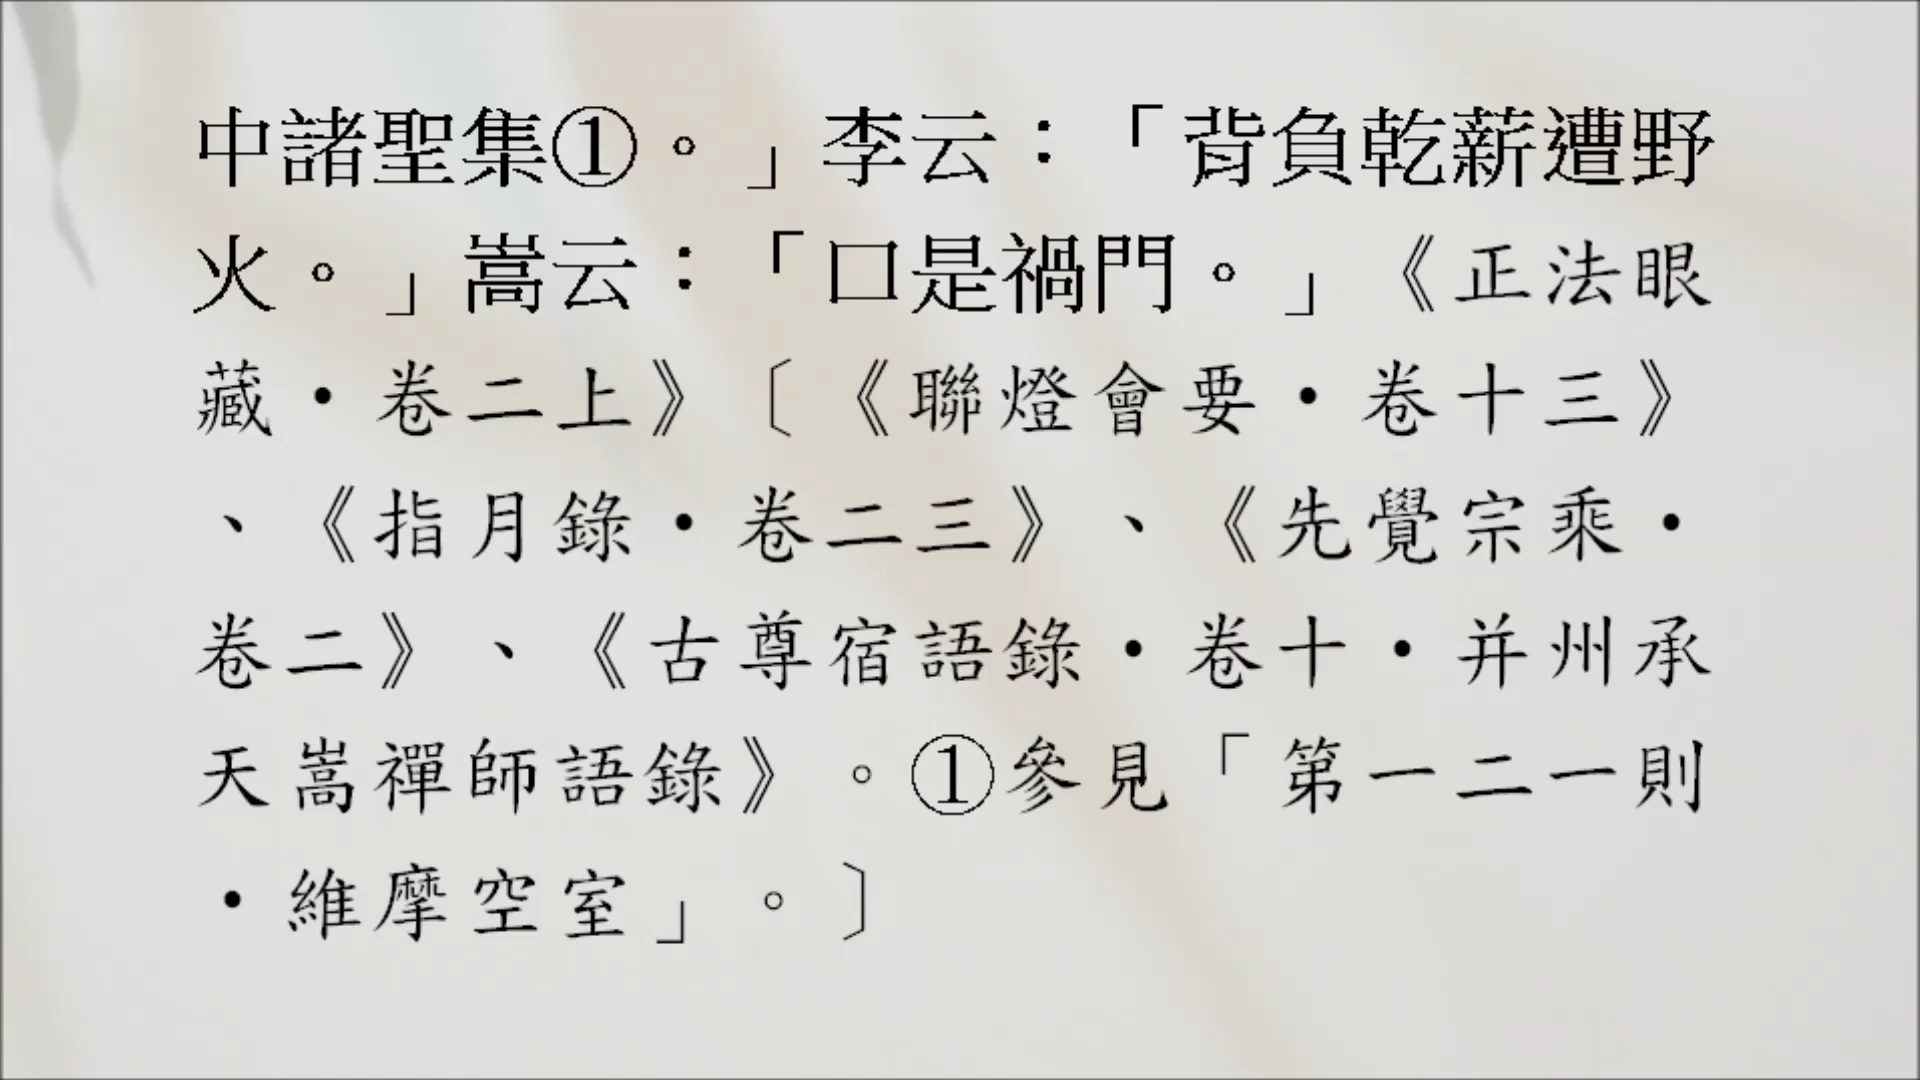 中諸聖集①。」李云：「背負乾薪遭野
火。」嵩云：「口是禍門。」《正法眼
藏·卷二上》〔《聯燈會要·卷十三》
、《指月錄·卷二三》、《先覺宗乘·
卷二》、《古尊宿語錄·卷十·并州承
天嵩禪師語錄》。①參見「第一二一則
·維摩空室」。〕